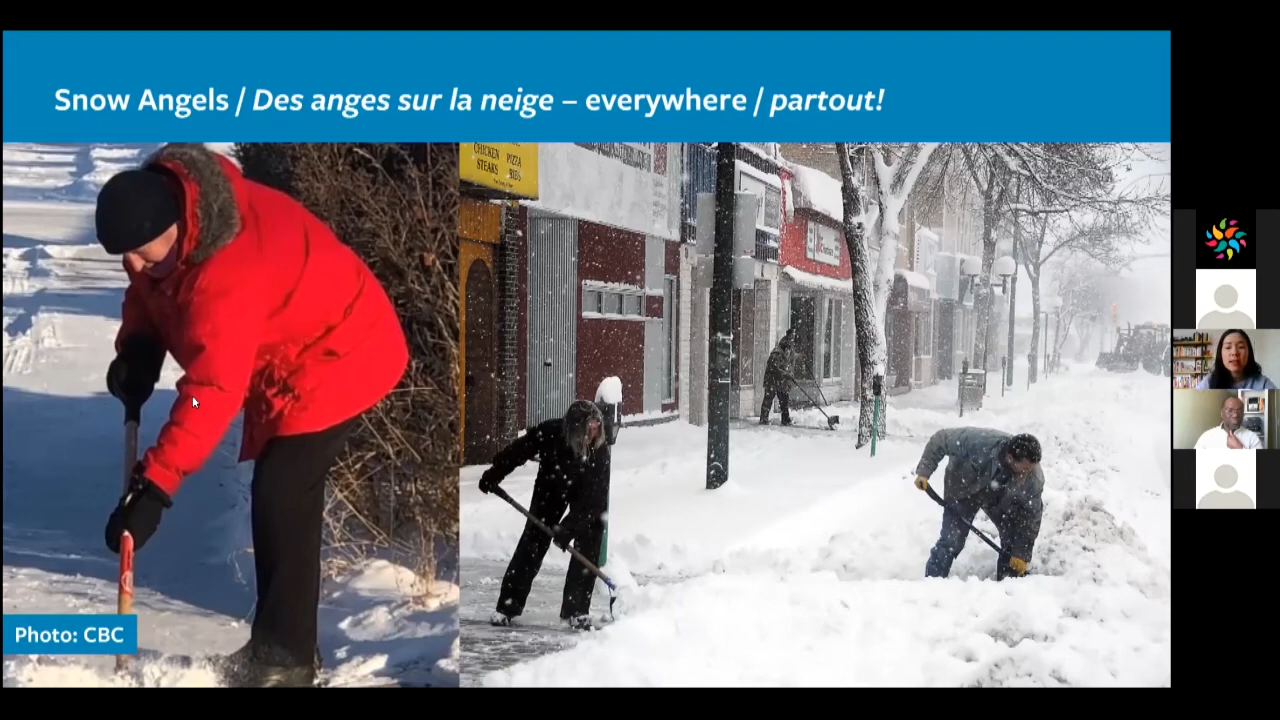 Snow Angels / Des anges sur la neige – everywhere / partout!
CHICKEN PIZZA
STEAKS RIBS
Photo: CBC